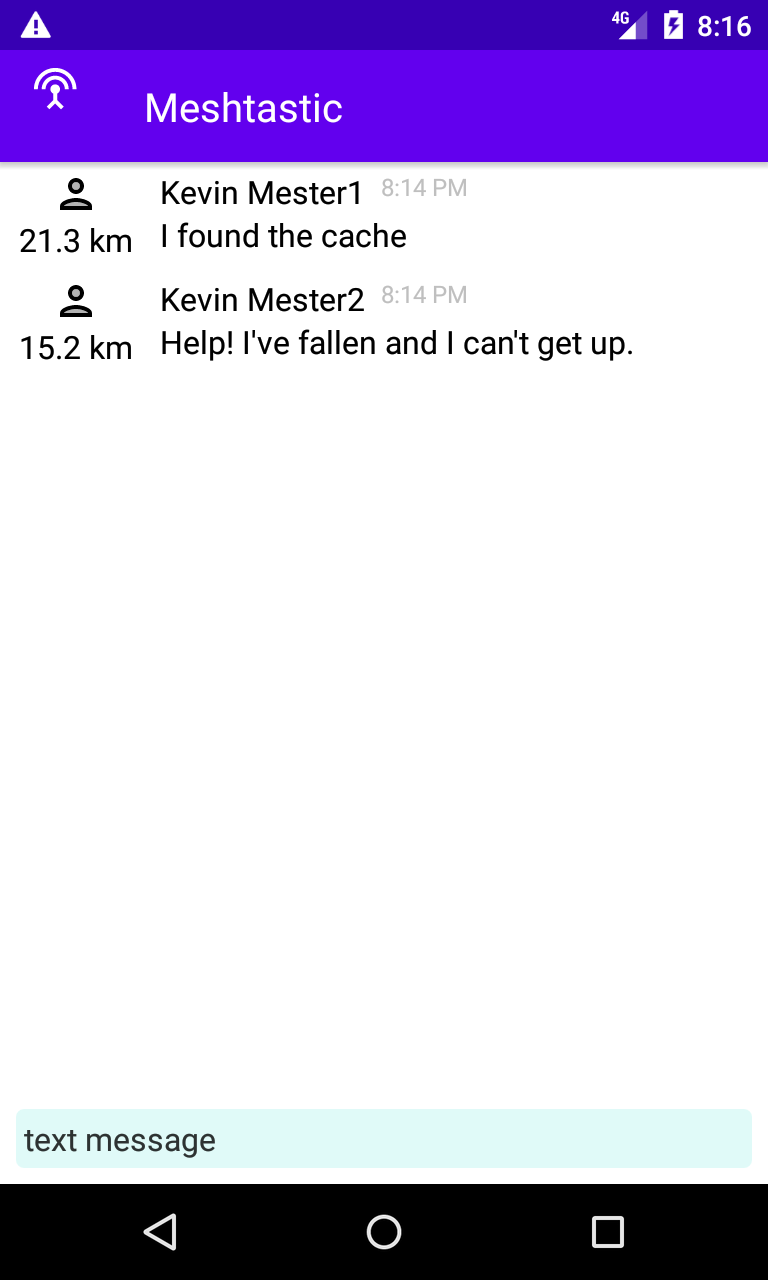 4G 8:16
Meshtastic
Kevin Mester1 8:14 PM
21.3 km I found the cache
Kevin Mester2 8:14 PM
15.2 km Help! I've fallen and I can't get up.
text message